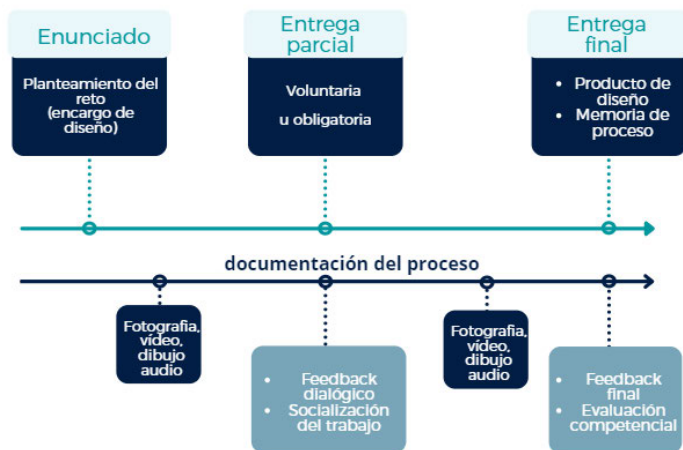 Enunciado
Planteamiento del
reto
(encargo de
diseño)
Entrega
parcial
Voluntaria
u obligatoria
Entrega
final
• Producto de
diseño
• Memoria de
proceso
documentación del proceso
Fotografia,
vídeo,
dibujo
audio
• Feedback
dialógico
• Socialización
del trabajo
Fotografia,
vídeo,
dibujo
audio
• Feedback
final
• Evaluación
competencial